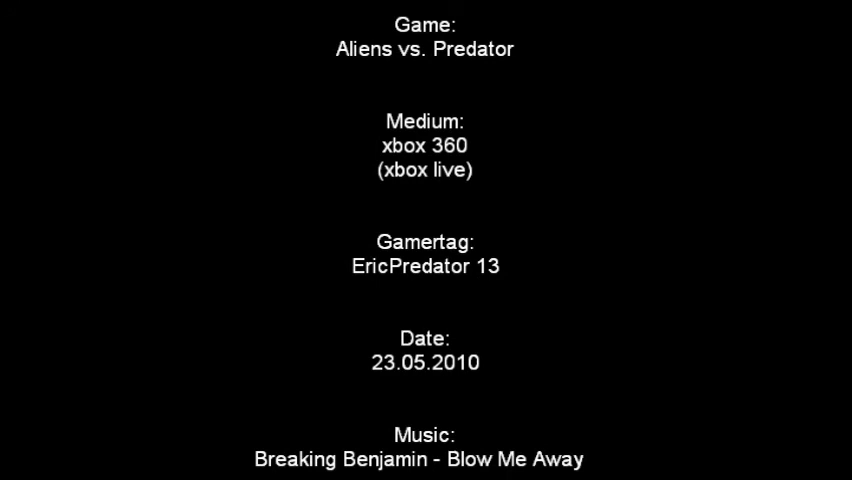 Game:
Aliens vs. Predator
Medium:
xbox 360
(xbox live)
Gamertag:
EricPredator 13
Date:
23.05.2010
Music:
Breaking Benjamin - Blow Me Away